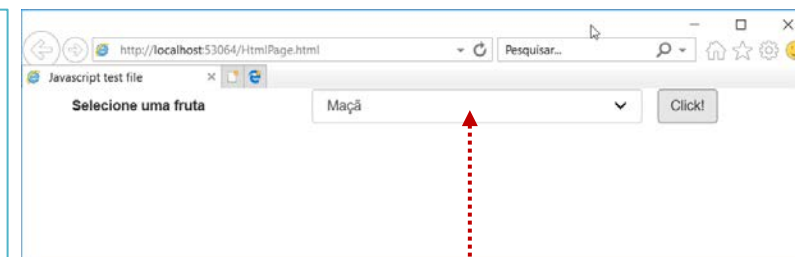 http://localhost:53064/HtmlPage.html
Pesquisar...
Javascript test file
Selecione uma fruta
Maçã
Click!